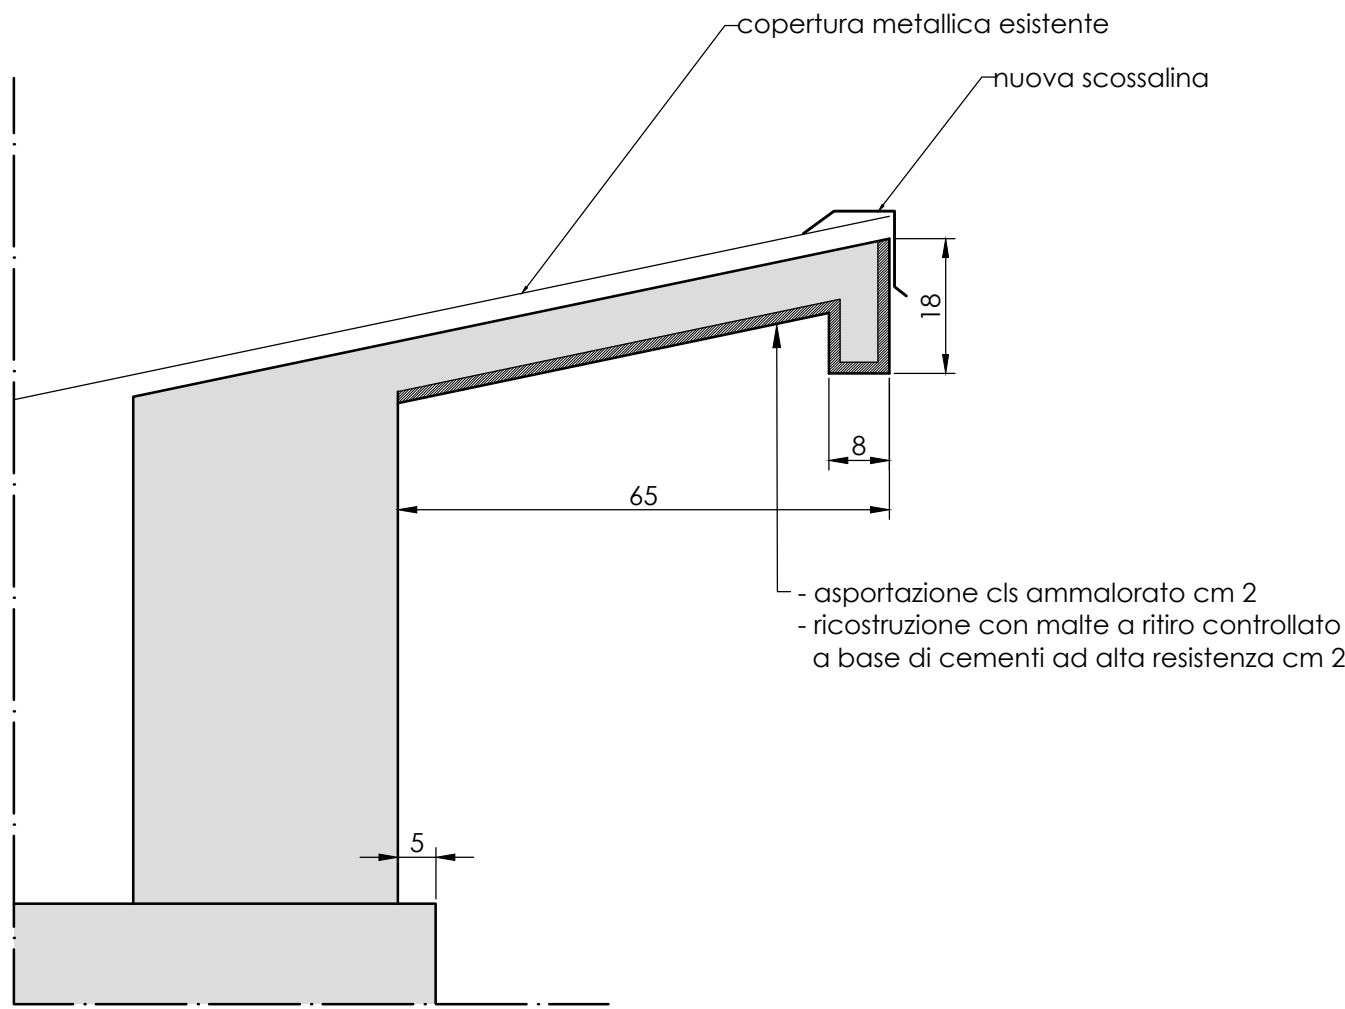 copertura metallica esistente
nuova scossalina
18
8
65
- asportazione cls ammalorato cm 2
- ricostruzione con malte a ritiro controllato
a base di cementi ad alta resistenza cm 2
5